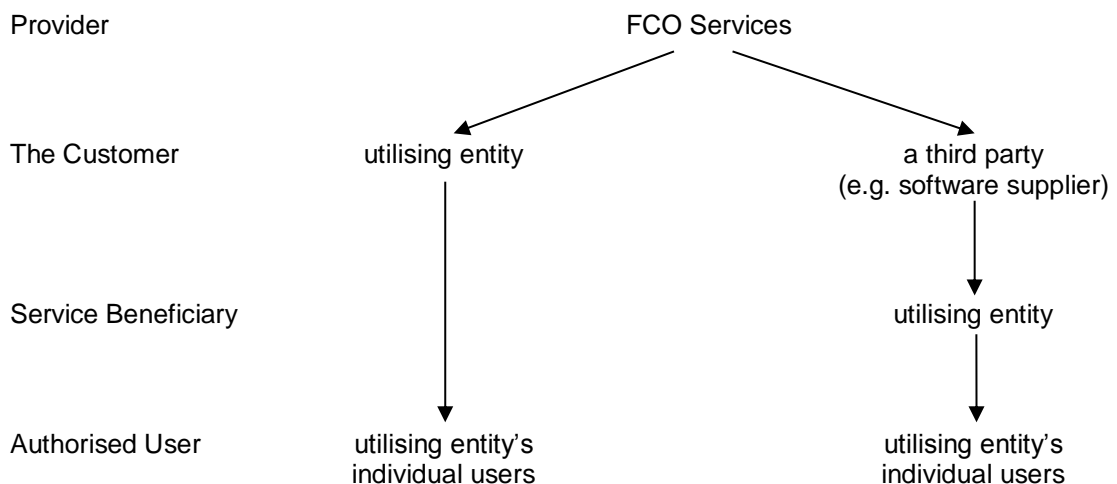 Provider FCO Services
The Customer utilising entity a third party
(e.g. software supplier)
Service Beneficiary utilising entity
Authorised User utilising entity’s utilising entity’s
individual users individual users